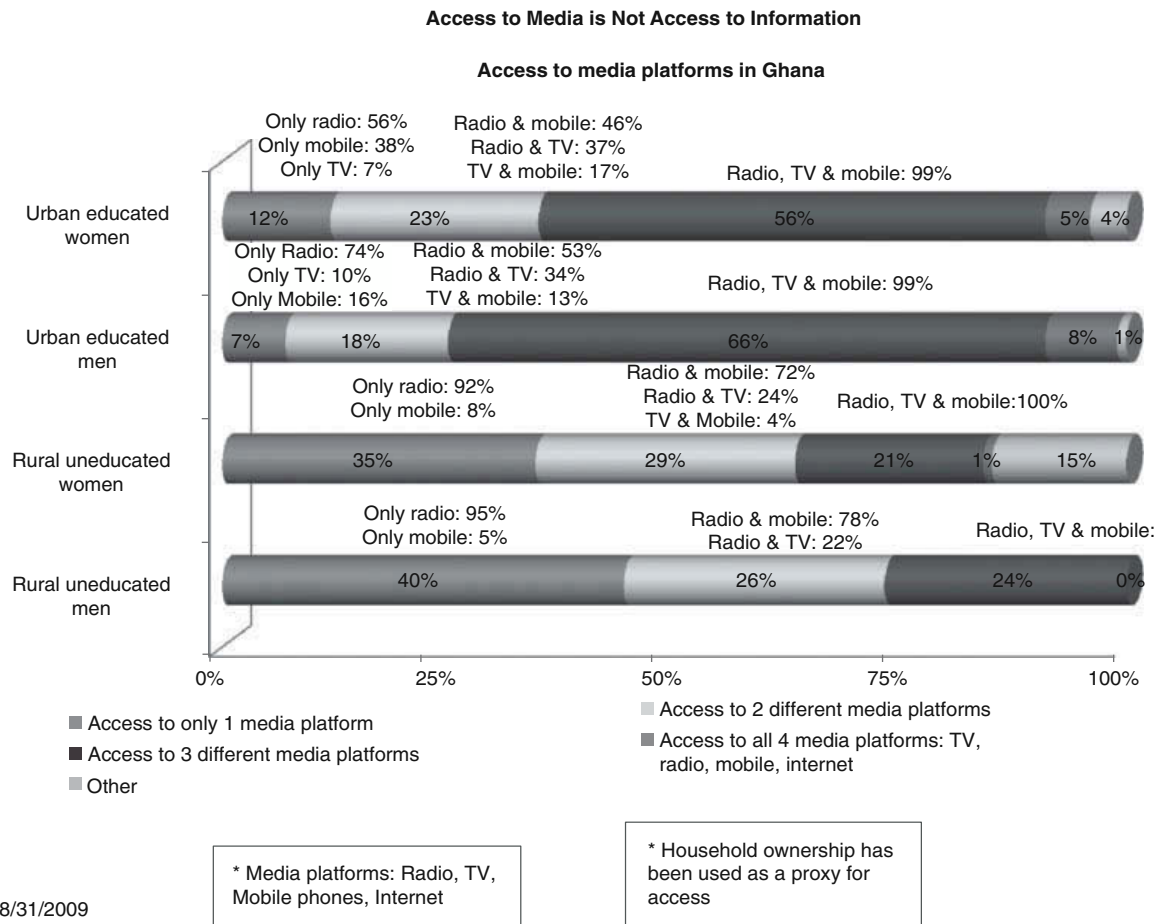 Access to Media is Not Access to Information
Access to media platforms in Ghana
Only radio: 56%
Only mobile: 38%
Only TV: 7%
Radio & mobile: 46%
Radio & TV: 37%
TV & mobile: 17%
Radio, TV & mobile: 99%
Urban educated
women
12%
23%
56%
5%
4%
Only Radio: 74%
Only TV: 10%
Only Mobile: 16%
Radio & mobile: 53%
Radio & TV: 34%
TV & mobile: 13%
Radio, TV & mobile: 99%
Urban educated
men
7%
18%
66%
8%
1%
Only radio: 92%
Only mobile: 8%
Radio & mobile: 72%
Radio & TV: 24%
TV & Mobile: 4%
Radio, TV & mobile:100%
Rural uneducated
women
35%
29%
21%
1%
15%
Only radio: 95%
Only mobile: 5%
Radio & mobile: 78%
Radio & TV: 22%
Radio, TV & mobile:
Rural uneducated
men
40%
26%
24%
0%
0%
25%
50%
75%
100%
Access to only 1 media platform
Access to 2 different media platforms
Access to 3 different media platforms
Access to all 4 media platforms: TV,
radio, mobile, internet
Other
* Media platforms: Radio, TV,
Mobile phones, Internet
* Household ownership has
been used as a proxy for
access
8/31/2009